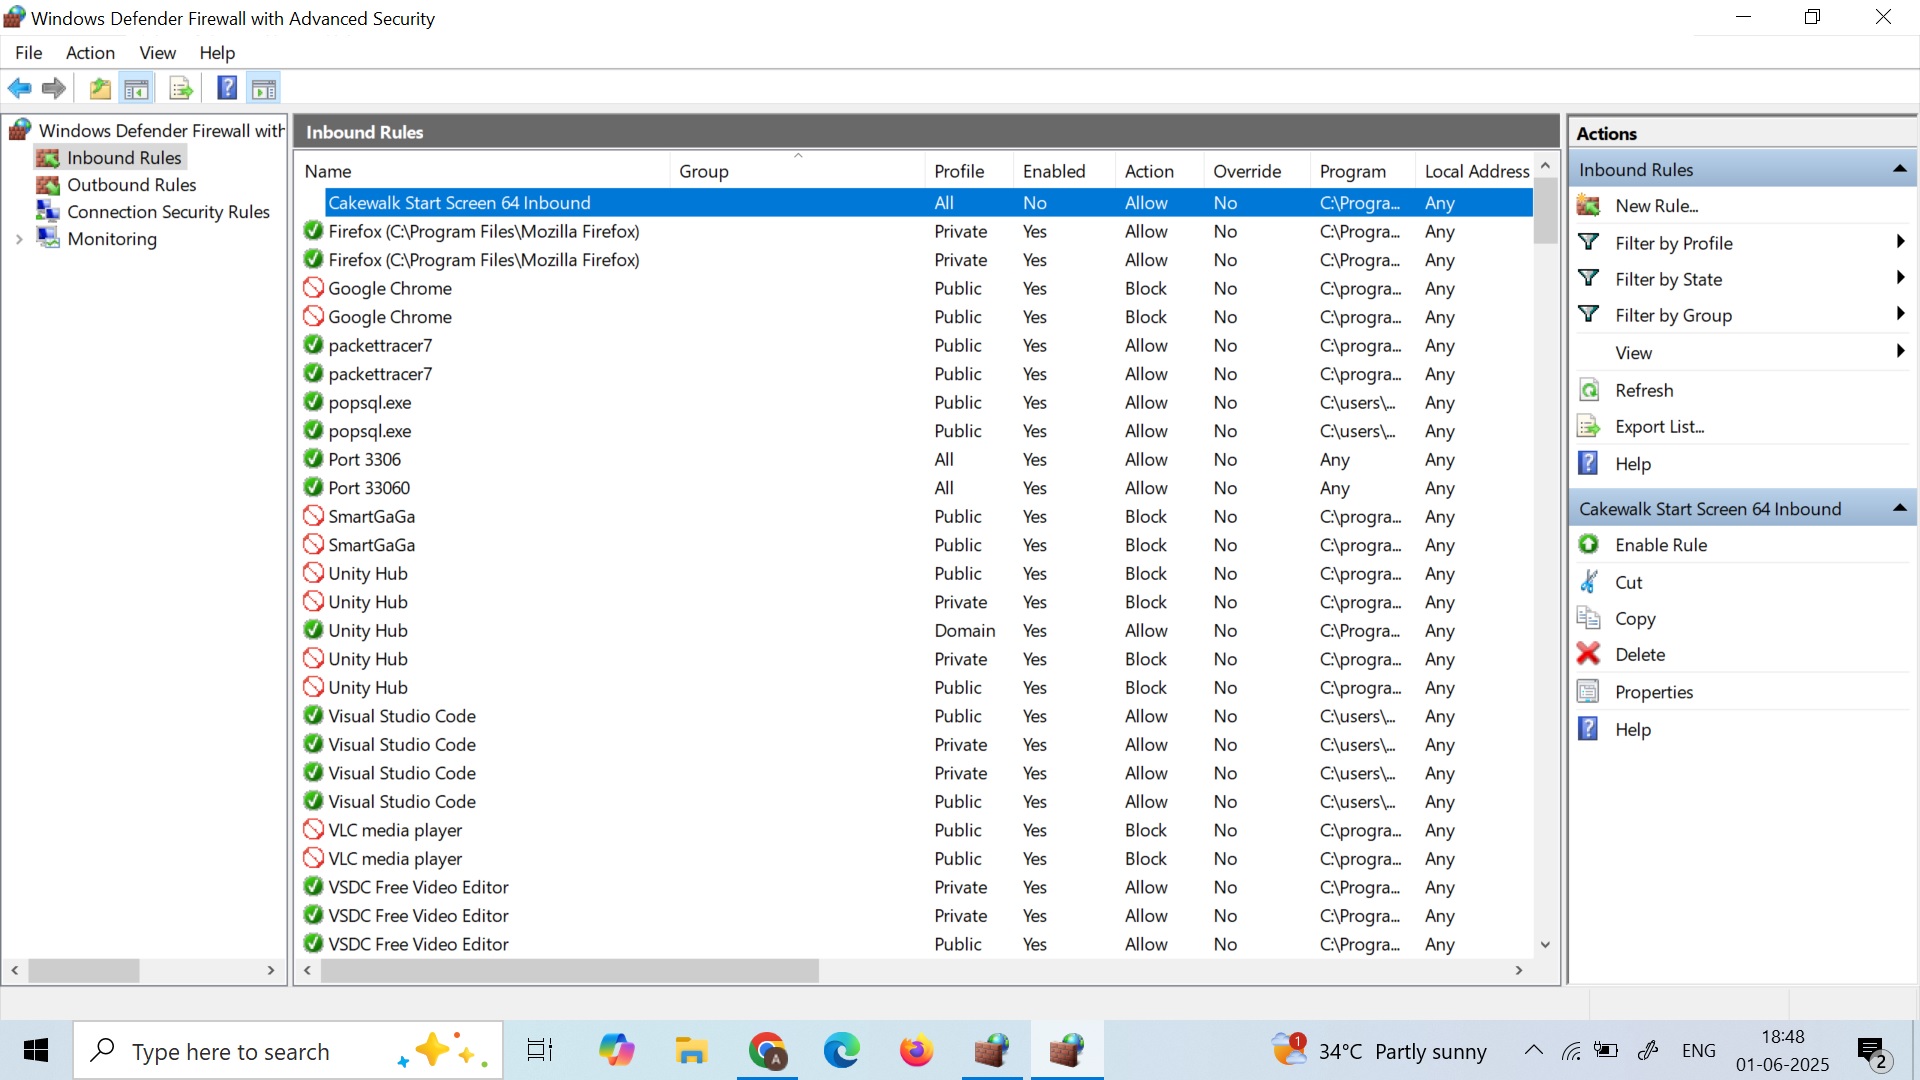 Windows Defender Firewall with Advanced Security
File Action View Help
Windows Defender Firewall with
Inbound Rules
Outbound Rules
Connection Security Rules
Monitoring
Inbound Rules
Name Group Profile Enabled Action Override Program Local Address
Cakewalk Start Screen 64 Inbound All No Allow No C:\Progra... Any
Firefox (C:\Program Files\Mozilla Firefox) Private Yes Allow No C:\Progra... Any
Firefox (C:\Program Files\Mozilla Firefox) Private Yes Allow No C:\Progra... Any
Google Chrome Public Yes Block No C:\progra... Any
Google Chrome Public Yes Block No C:\progra... Any
packettracer7 Public Yes Allow No C:\progra... Any
packettracer7 Public Yes Allow No C:\progra... Any
popsql.exe Public Yes Allow No C:\users\... Any
popsql.exe Public Yes Allow No C:\users\... Any
Port 3306 All Yes Allow No Any Any
Port 33060 All Yes Allow No Any Any
SmartGaGa Public Yes Block No C:\progra... Any
SmartGaGa Public Yes Block No C:\progra... Any
Unity Hub Public Yes Block No C:\progra... Any
Unity Hub Private Yes Block No C:\progra... Any
Unity Hub Domain Yes Allow No C:\Progra... Any
Unity Hub Private Yes Block No C:\progra... Any
Unity Hub Public Yes Block No C:\progra... Any
Visual Studio Code Public Yes Allow No C:\users\... Any
Visual Studio Code Private Yes Allow No C:\users\... Any
Visual Studio Code Private Yes Allow No C:\users\... Any
Visual Studio Code Public Yes Allow No C:\users\... Any
VLC media player Public Yes Block No C:\progra... Any
VLC media player Public Yes Block No C:\progra... Any
VSDC Free Video Editor Private Yes Allow No C:\Progra... Any
VSDC Free Video Editor Private Yes Allow No C:\Progra... Any
VSDC Free Video Editor Public Yes Allow No C:\Progra... Any
Actions
Inbound Rules
New Rule...
Filter by Profile
Filter by State
Filter by Group
View
Refresh
Export List...
Help
Cakewalk Start Screen 64 Inbound
Enable Rule
Cut
Copy
Delete
Properties
Help
Type here to search
A
1
34°C Partly sunny
ENG
18:48
01-06-2025
2